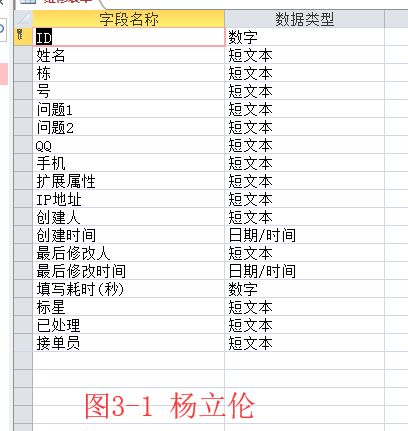 字段名称 数据类型
ID 数字
姓名 短文本
栋 短文本
号 短文本
问题1 短文本
问题2 短文本
QQ 短文本
手机 短文本
扩展属性 短文本
IP地址 短文本
创建人 短文本
创建时间 日期/时间
最后修改人 短文本
最后修改时间 日期/时间
填写耗时(秒) 数字
标星 短文本
已处理 短文本
接单员 短文本
图3-1 杨立伦